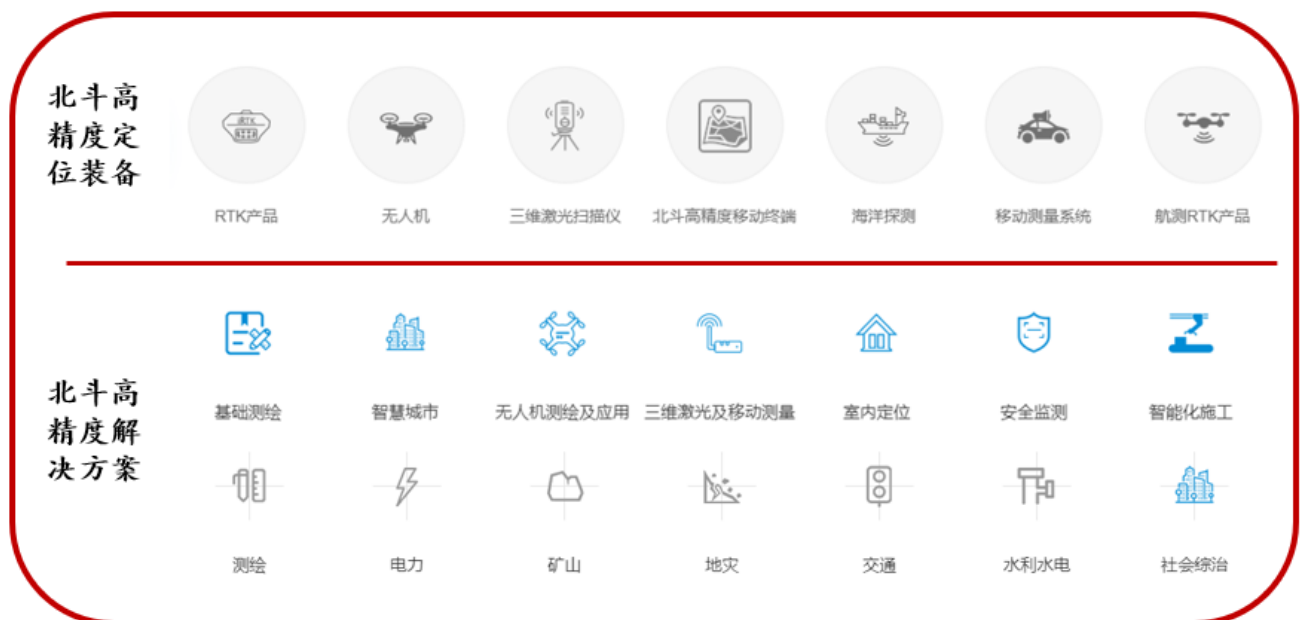 北斗高
精度定
位装备
iRTK
RTK产品
无人机
三维激光扫描仪
北斗高精度移动终端
海洋探测
移动测量系统
航测RTK产品
北斗高
精度解
决方案
基础测绘
智慧城市
无人机测绘及应用
三维激光及移动测量
室内定位
安全监测
智能化施工
测绘
电力
矿山
地灾
交通
水利水电
社会综治